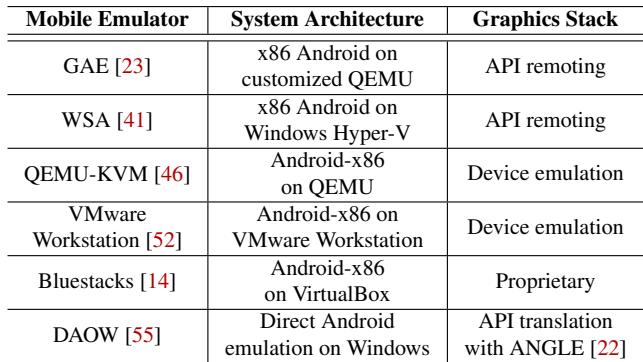 Mobile Emulator System Architecture Graphics Stack
GAE [23] x86 Android on customized QEMU API remoting
WSA [41] x86 Android on Windows Hyper-V API remoting
QEMU-KVM [46] Android-x86 on QEMU Device emulation
VMware Workstation [52] Android-x86 on VMware Workstation Device emulation
Bluestacks [14] Android-x86 on VirtualBox Proprietary
DAOW [55] Direct Android emulation on Windows API translation with ANGLE [22]